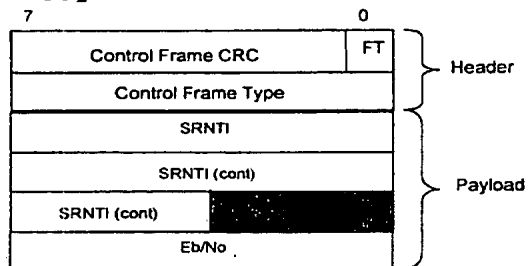 7 0
Control Frame CRC FT
Header
Control Frame Type
SRNTI
SRNTI (cont)
Payload
SRNTI (cont)
Eb/No